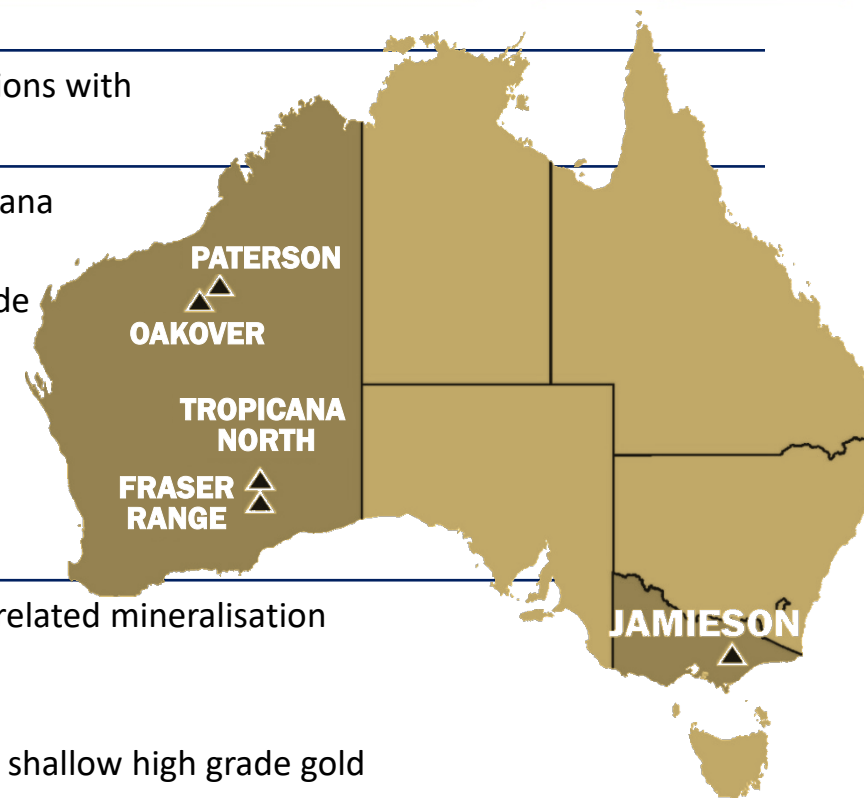 ions with
ana
PATERSON
de
OAKOVER
TROPICANA
NORTH
FRASER
RANGE
related mineralisation
JAMIESON
shallow high grade gold